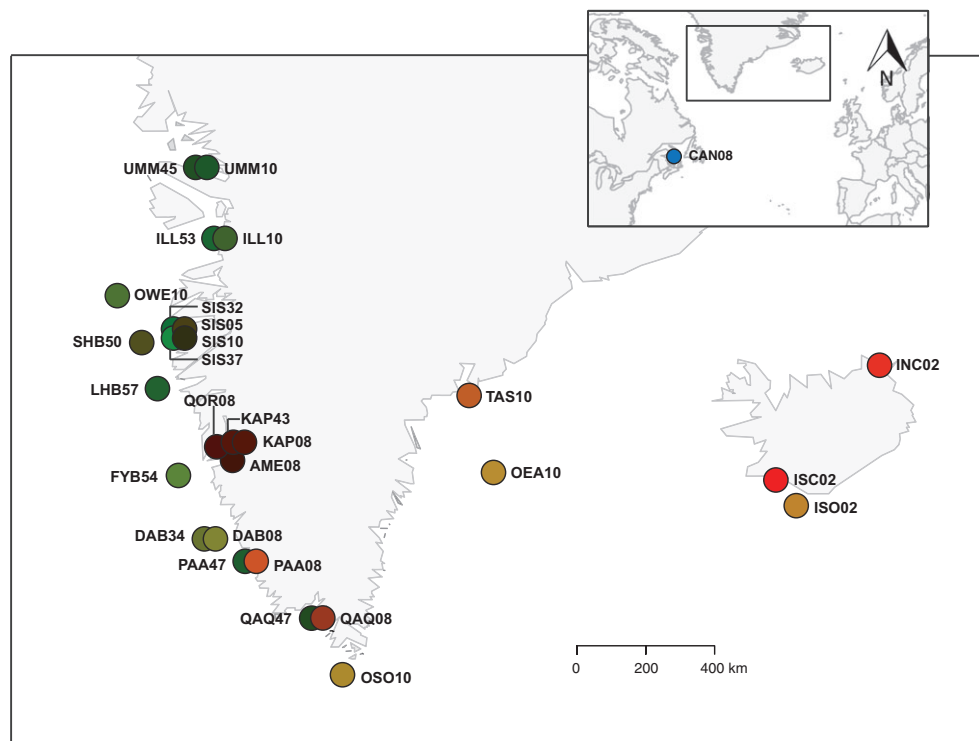 N
CAN08
UMM45 UMM10
ILL53 ILL10
OWE10
SIS32
SIS05
SHB50 SIS10
SIS37
INC02
LHB57
TAS10
QOR08
KAP43
KAP08
AME08
FYB54
OEA10
ISC02
ISO02
DAB34 DAB08
PAA47 PAA08
QAQ47 QAQ08
OSO10
0 200 400 km